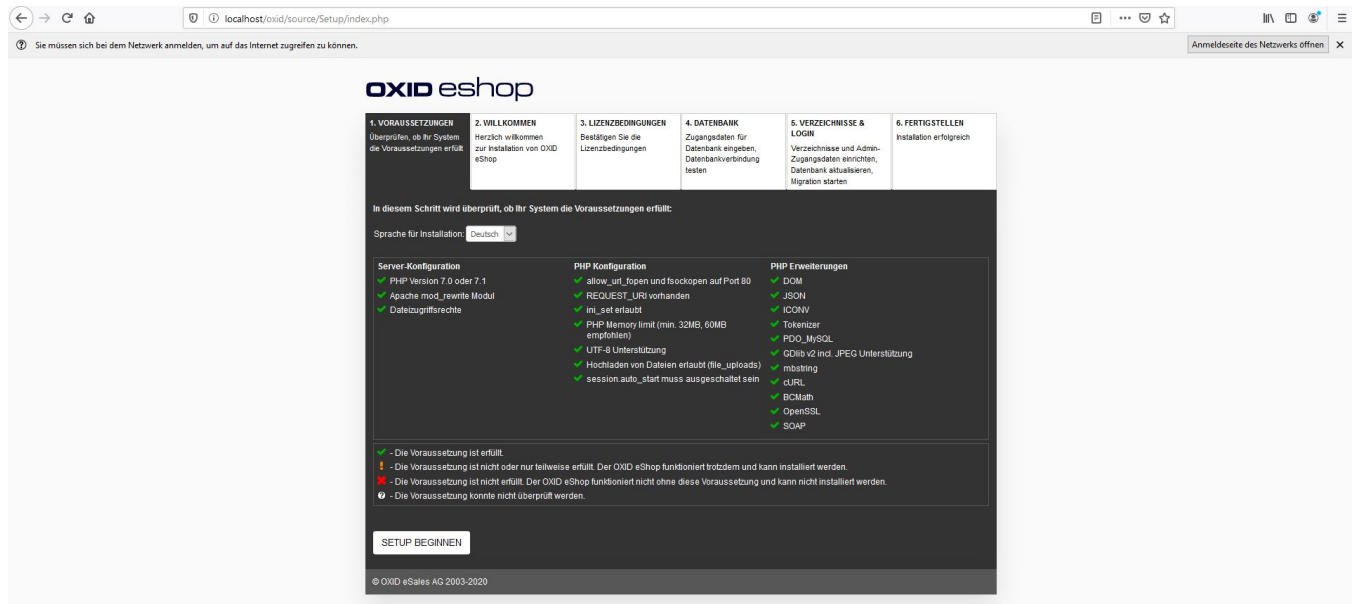 localhost/oxid/source/Setup/index.php
Sie müssen sich bei dem Netzwerk anmelden, um auf das Internet zugreifen zu können.
Anmeldeseite des Netzwerks öffnen
OXID eshop
1. VORAUSSETZUNGEN
Überprüfen, ob Ihr System
die Voraussetzungen erfüllt
2. WILLKOMMEN
Herzlich willkommen
zur Installation von OXID
eShop
3. LIZENZBEDINGUNGEN
Bestätigen Sie die
Lizenzbedingungen
4. DATENBANK
Zugangsdaten für
Datenbank eingeben,
Datenbankverbindung
testen
5. VERZEICHNISSE &
LOGIN
Verzeichnisse und Admin-
Zugangsdaten einrichten,
Datenbank aktualisieren,
Migration starten
6. FERTIGSTELLEN
Installation erfolgreich
In diesem Schritt wird überprüft, ob Ihr System die Voraussetzungen erfüllt:
Sprache für Installation: Deutsch
Server-Konfiguration
PHP Version 7.0 oder 7.1
Apache mod_rewrite Modul
Dateizugriffsrechte
PHP Konfiguration
allow_url_fopen und fsockopen auf Port 80
REQUEST_URI vorhanden
ini_set erlaubt
PHP Memory limit (min. 32MB, 60MB
empfohlen)
UTF-8 Unterstützung
Hochladen von Dateien erlaubt (file_uploads)
session.auto_start muss ausgeschaltet sein
PHP Erweiterungen
DOM
JSON
ICONV
Tokenizer
PDO_MySQL
GDlib v2 incl. JPEG Unterstützung
mbstring
cURL
BCMath
OpenSSL
SOAP
- Die Voraussetzung ist erfüllt.
- Die Voraussetzung ist nicht oder nur teilweise erfüllt. Der OXID eShop funktioniert trotzdem und kann installiert werden.
- Die Voraussetzung ist nicht erfüllt. Der OXID eShop funktioniert nicht ohne diese Voraussetzung und kann nicht installiert werden.
- Die Voraussetzung konnte nicht überprüft werden.
SETUP BEGINNEN
© OXID eSales AG 2003-2020